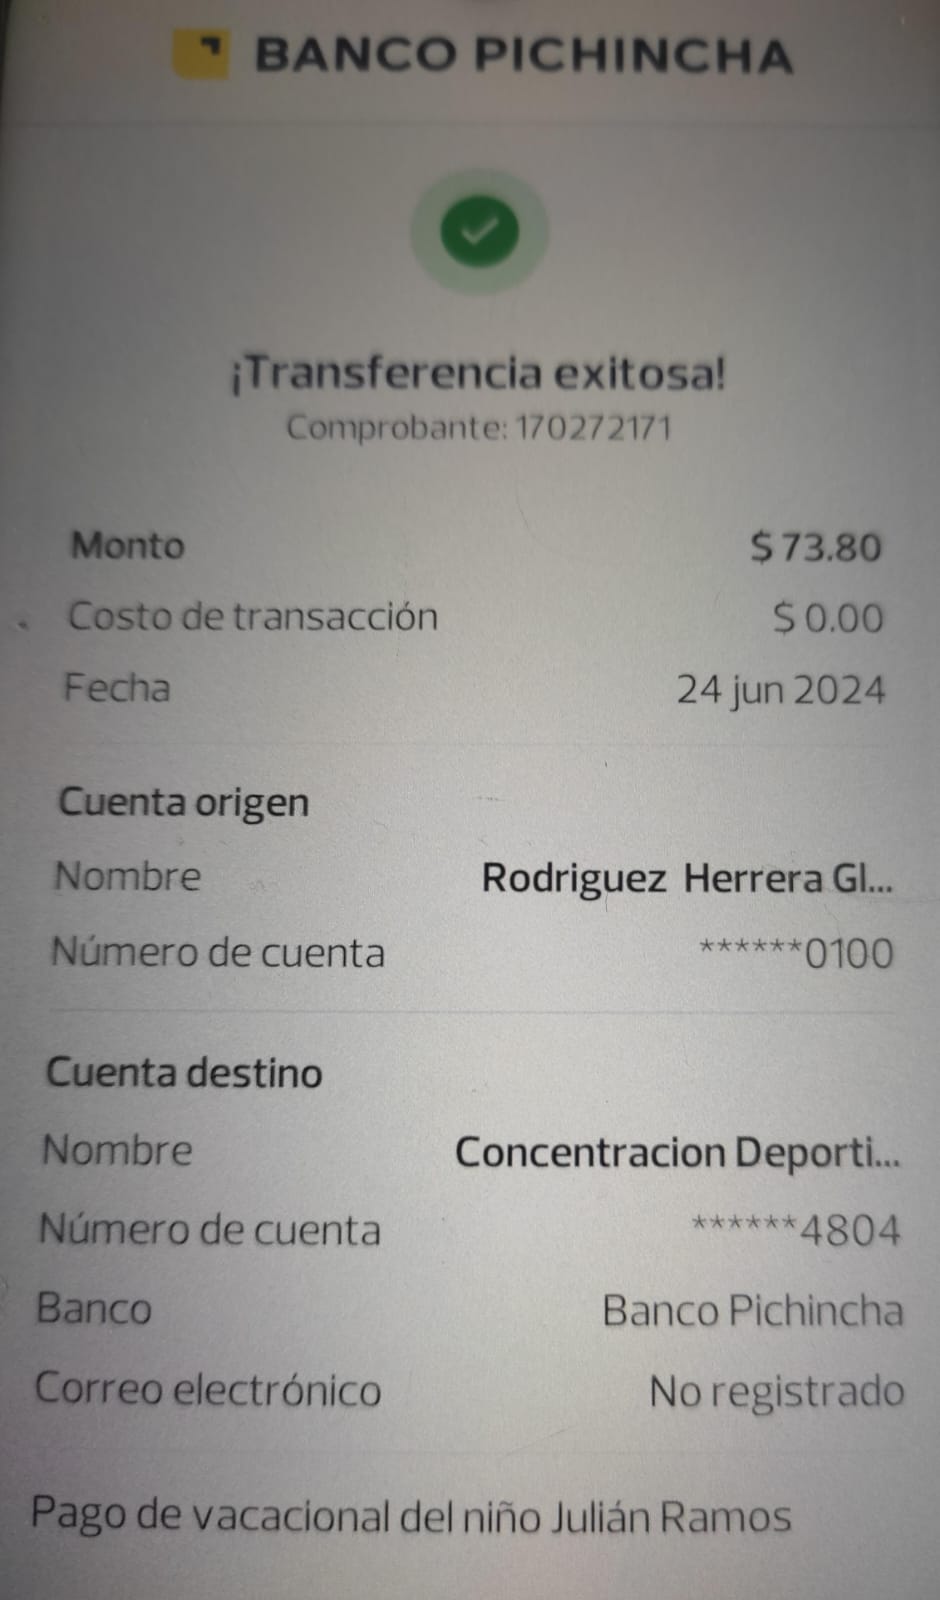 BANCO PICHINCHA
¡Transferencia exitosa!
Comprobante: 170272171
Monto $ 73.80
Costo de transacción $ 0.00
Fecha 24 jun 2024
Cuenta origen
Nombre Rodriguez Herrera Gl...
Número de cuenta ******0100
Cuenta destino
Nombre Concentracion Deporti...
Número de cuenta ******4804
Banco Banco Pichincha
Correo electrónico No registrado
Pago de vacacional del niño Julián Ramos